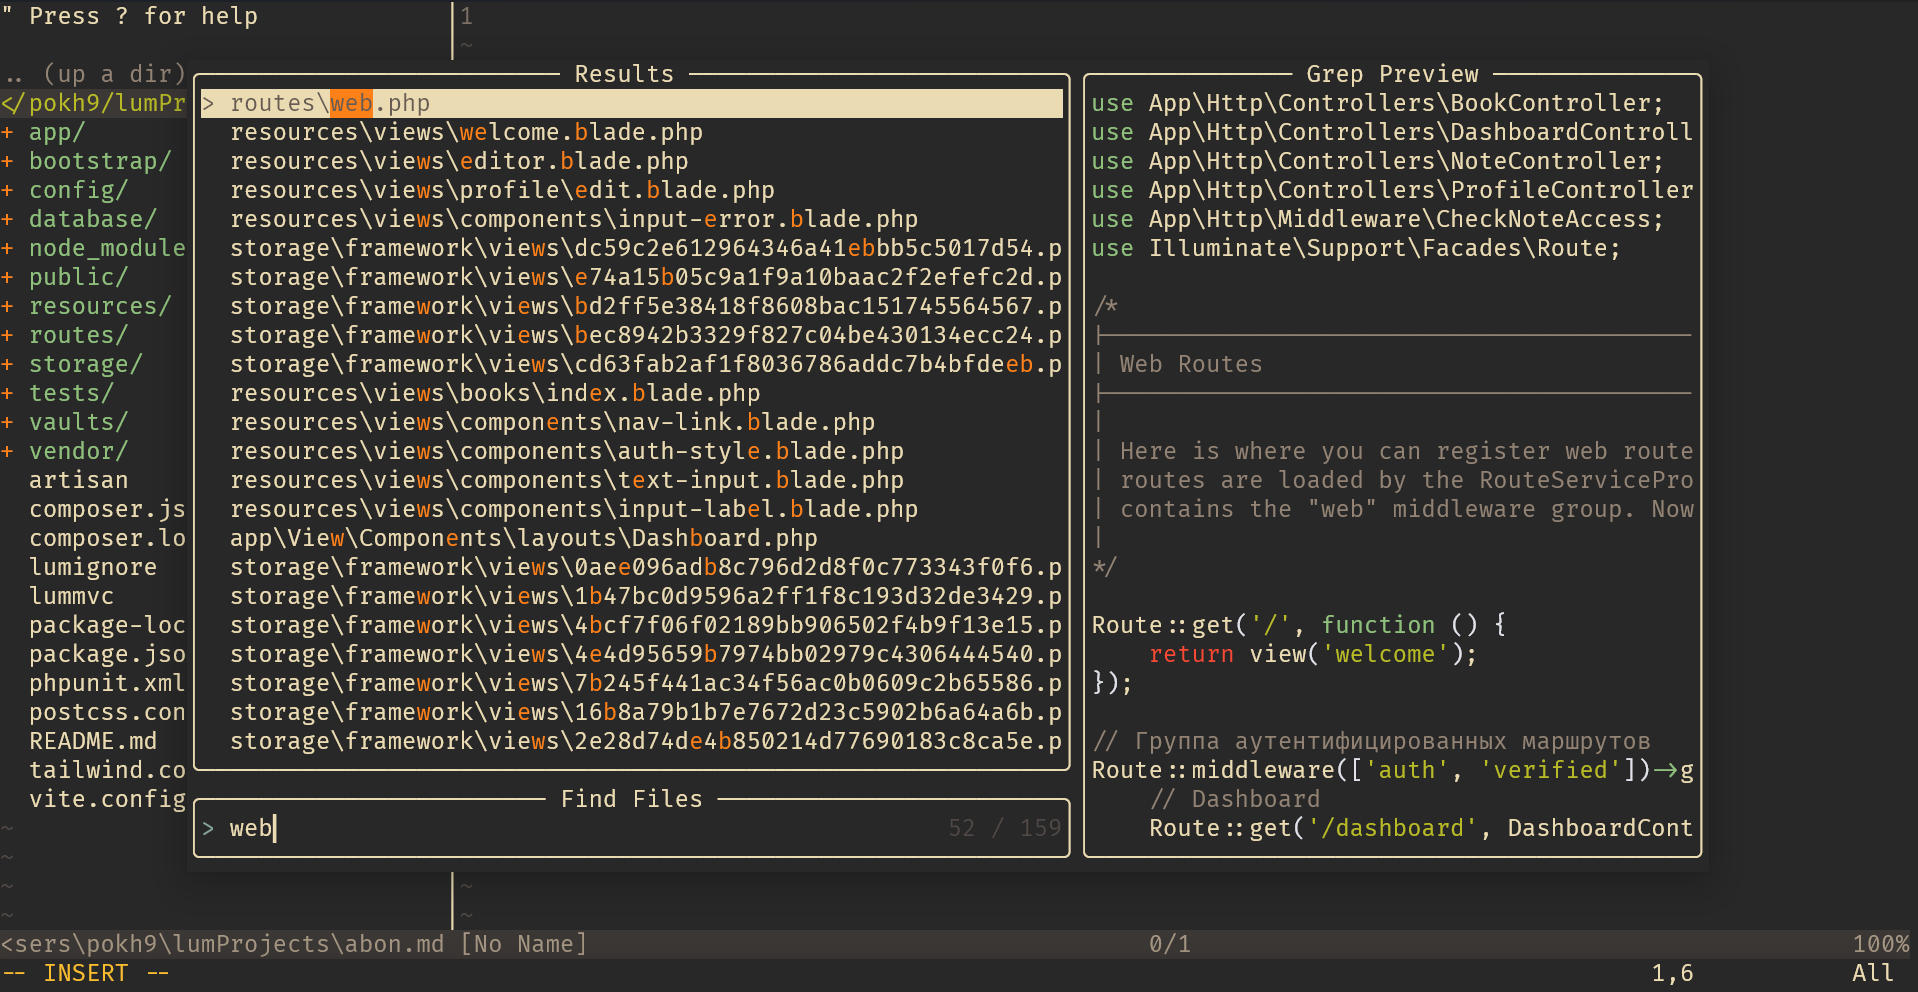 " Press ? for help
1
~
.. (up a dir)
</pokh9/lumPr
+ app/
+ bootstrap/
+ config/
+ database/
+ node_module
+ public/
+ resources/
+ routes/
+ storage/
+ tests/
+ vaults/
+ vendor/
artisan
composer.js
composer.lo
lumignore
lummvc
package-loc
package.jso
phpunit.xml
postcss.con
README.md
tailwind.co
vite.config
~
~
~
~
Results
> routes\web.php
resources\views\welcome.blade.php
resources\views\editor.blade.php
resources\views\profile\edit.blade.php
resources\views\components\input-error.blade.php
storage\framework\views\dc59c2e612964346a41ebbb5c5017d54.p
storage\framework\views\e74a15b05c9a1f9a10baac2f2efefc2d.p
storage\framework\views\bd2ff5e38418f8608bac151745564567.p
storage\framework\views\bec8942b3329f827c04be430134ecc24.p
storage\framework\views\cd63fab2af1f8036786addc7b4bfdeeb.p
resources\views\books\index.blade.php
resources\views\components\nav-link.blade.php
resources\views\components\auth-style.blade.php
resources\views\components\text-input.blade.php
resources\views\components\input-label.blade.php
app\View\Components\layouts\Dashboard.php
storage\framework\views\0aee096adb8c796d2d8f0c773343f0f6.p
storage\framework\views\1b47bc0d9596a2ff1f8c193d32de3429.p
storage\framework\views\4bcf7f06f02189bb906502f4b9f13e15.p
storage\framework\views\4e4d95659b7974bb02979c4306444540.p
storage\framework\views\7b245f441ac34f56ac0b0609c2b65586.p
storage\framework\views\16b8a79b1b7e7672d23c5902b6a64a6b.p
storage\framework\views\2e28d74de4b850214d77690183c8ca5e.p
Find Files
> web 52 / 159
Grep Preview
use App\Http\Controllers\BookController;
use App\Http\Controllers\DashboardControll
use App\Http\Controllers\NoteController;
use App\Http\Controllers\ProfileController
use App\Http\Middleware\CheckNoteAccess;
use Illuminate\Support\Facades\Route;
/*
| Web Routes
|
| Here is where you can register web route
| routes are loaded by the RouteServicePro
| contains the "web" middleware group. Now
|
*/
Route::get('/', function () {
return view('welcome');
});
// Группа аутентифицированных маршрутов
Route::middleware(['auth', 'verified'])->g
// Dashboard
Route::get('/dashboard', DashboardCont
~
~
<sers\pokh9\lumProjects\abon.md [No Name] 0/1 100%
-- INSERT -- 1,6 All